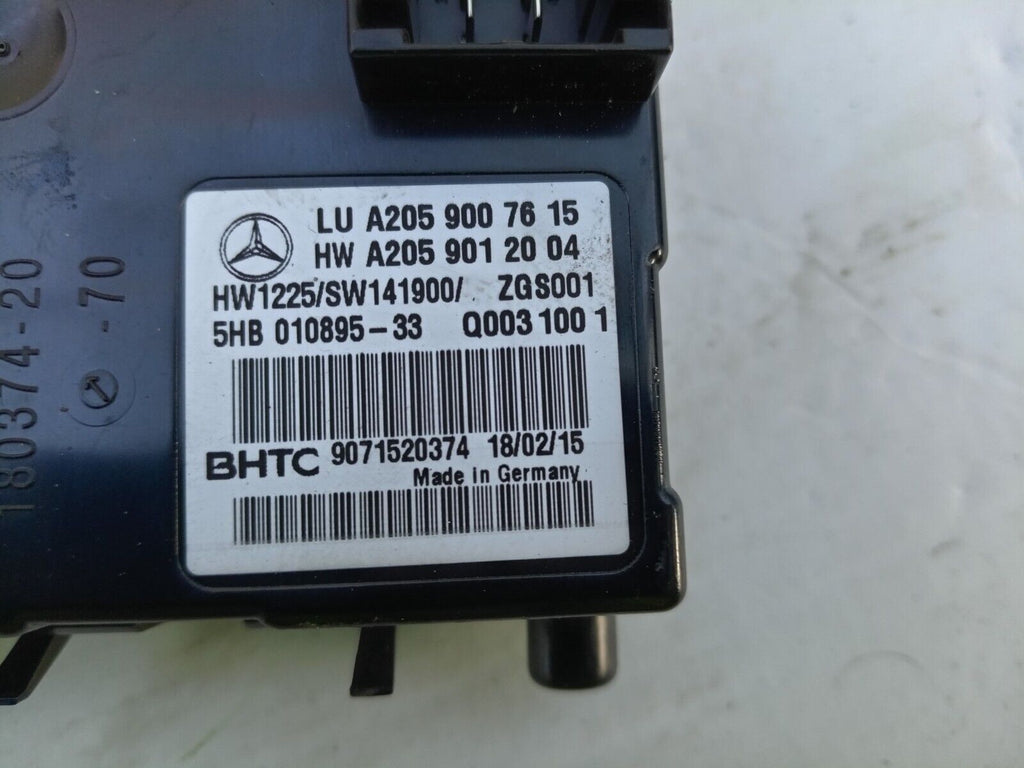 LU A205 900 76 15
HW A205 901 20 04
HW1225/SW141900/ ZGS001
5HB 010895-33 Q003 100 1
BHTC 9071520374 18/02/15
Made in Germany
180374-20
-70